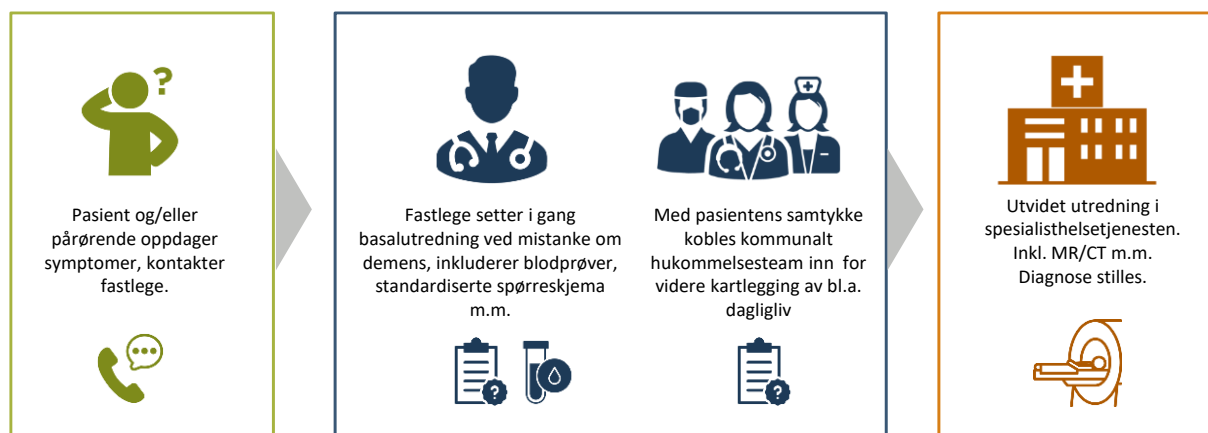 ?
Pasient og/eller
pårørende oppdager
symptomer, kontakter
fastlege.
Fastlege setter i gang
basalutredning ved mistanke om
demens, inkluderer blodprøver,
standardiserte spørreskjema
m.m.
?
Med pasientens samtykke
kobles kommunalt
hukommelsesteam inn  for
videre kartlegging av bl.a.
dagligliv
?
Utvidet utredning i
spesialisthelsetjenesten.
Inkl. MR/CT m.m.
Diagnose stilles.